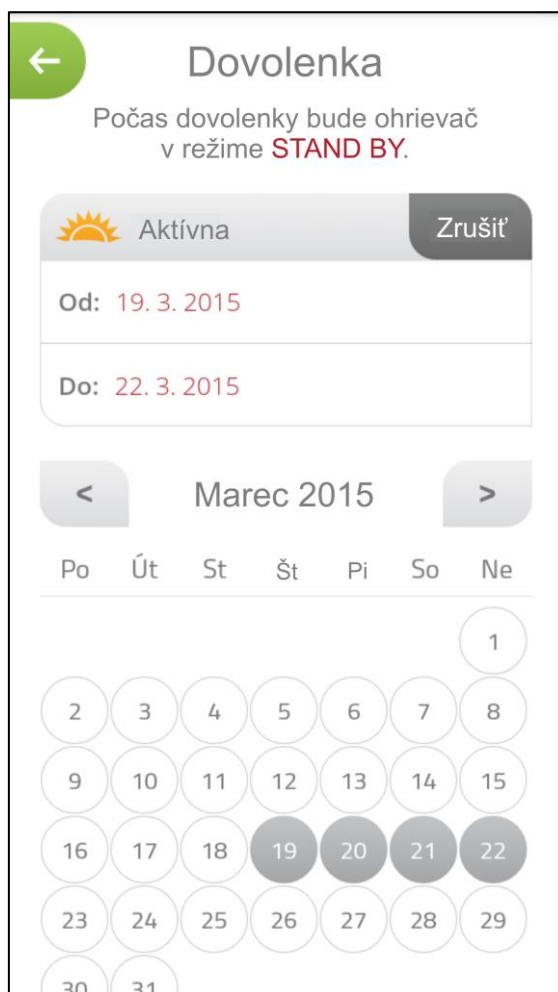 Dovolenka
Počas dovolenky bude ohrievač
v režime STAND BY.
Aktívna Zrušiť
Od: 19. 3. 2015
Do: 22. 3. 2015
< Marec 2015 >
Po Út St Št Pi So Ne
1
2 3 4 5 6 7 8
9 10 11 12 13 14 15
16 17 18 19 20 21 22
23 24 25 26 27 28 29
30 31